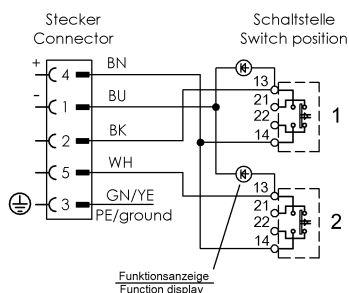 Stecker
Connector
Schaltstelle
Switch position
+ 4 BN
- 1 BU
2 BK
5 WH
3 GN/YE
PE/ground
13
21
22
14
1
13
21
22
14
2
Funktionsanzeige
Function display